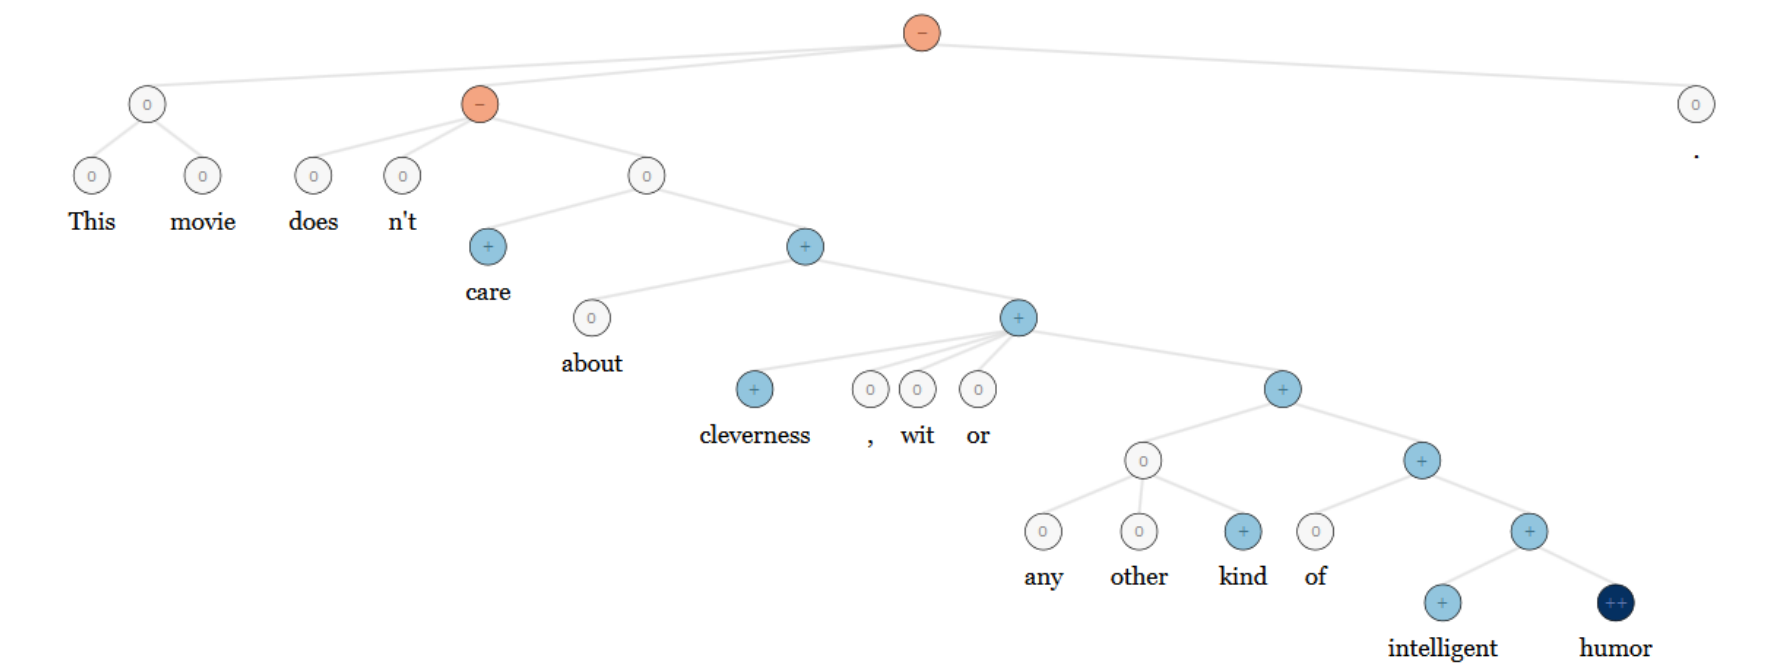 −
0 − 0
.
0 0 0 0 0
This movie does n't
+ +
care
0 +
about
+ 0 0 0 +
cleverness , wit or
0 +
0 0 + 0 +
any other kind of
+ ++
intelligent humor